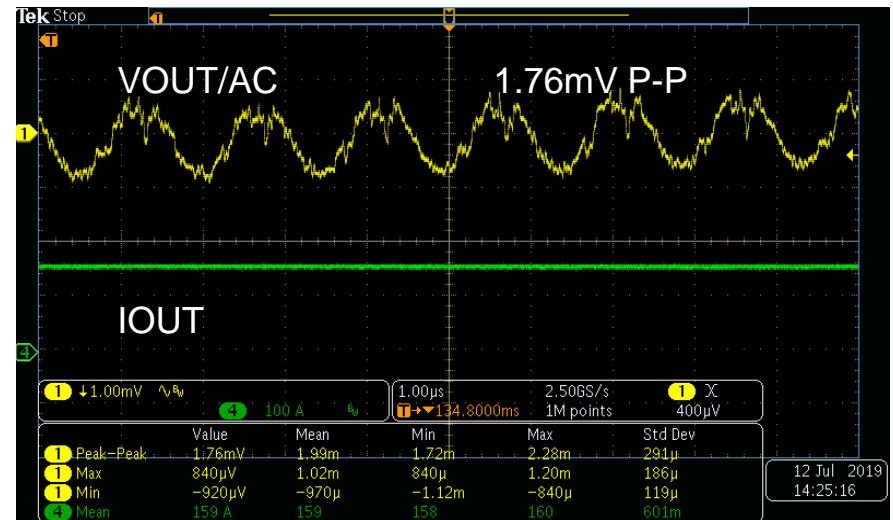 Tek Stop
T
T
VOUT/AC 1.76mV P-P
1
IOUT
4
1 ↓1.00mV ∿ BW
4 100 A BW
1.00µs 2.50GS/s 1
T→▼134.8000ms 1M points 400µV
Value Mean Min Max Std Dev
1 Peak-Peak 1.76mV 1.99m 1.72m 2.28m 291µ
1 Max 840µV 1.02m 840µ 1.20m 186µ
1 Min −920µV −970µ −1.12m −840µ 119µ
4 Mean 159 A 159 158 160 601m
12 Jul 2019
14:25:16